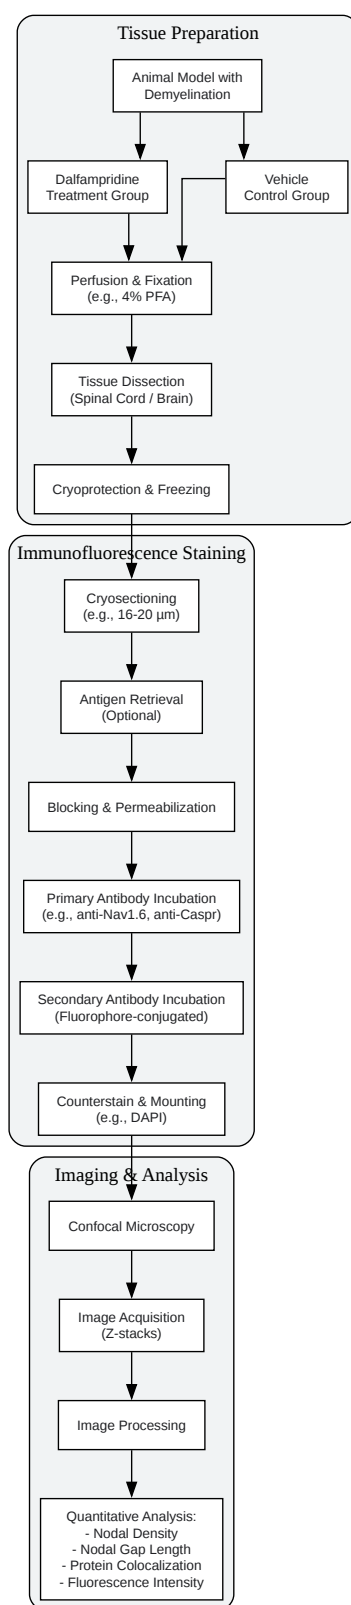 Tissue Preparation
Animal Model with
Demyelination
Dalfampridine
Treatment Group
Vehicle
Control Group
Perfusion & Fixation
(e.g., 4% PFA)
Tissue Dissection
(Spinal Cord / Brain)
Cryoprotection & Freezing
Immunofluorescence Staining
Cryosectioning
(e.g., 16-20 µm)
Antigen Retrieval
(Optional)
Blocking & Permeabilization
Primary Antibody Incubation
(e.g., anti-Nav1.6, anti-Caspr)
Secondary Antibody Incubation
(Fluorophore-conjugated)
Counterstain & Mounting
(e.g., DAPI)
Imaging & Analysis
Confocal Microscopy
Image Acquisition
(Z-stacks)
Image Processing
Quantitative Analysis:
- Nodal Density
- Nodal Gap Length
- Protein Colocalization
- Fluorescence Intensity